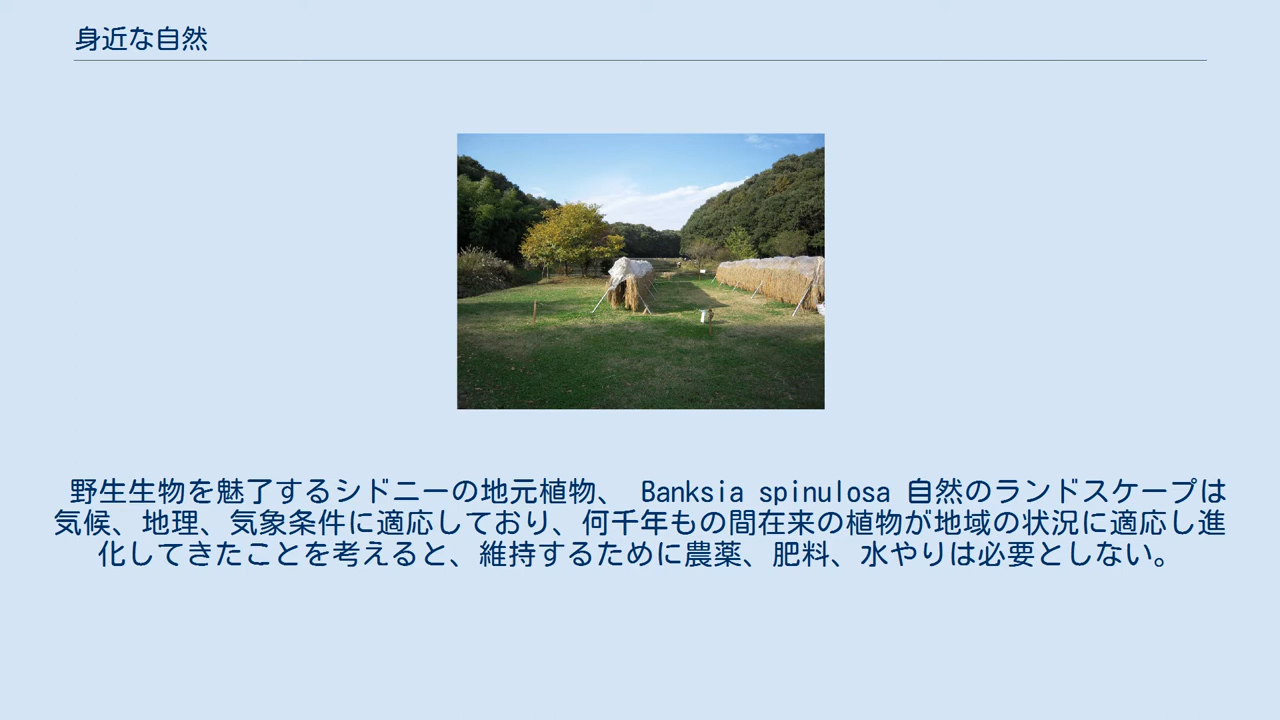 身近な自然
野生生物を魅了するシドニーの地元植物、 Banksia spinulosa 自然のランドスケープは
気候、地理、気象条件に適応しており、何千年もの間在来の植物が地域の状況に適応し進
化してきたことを考えると、維持するために農薬、肥料、水やりは必要としない。